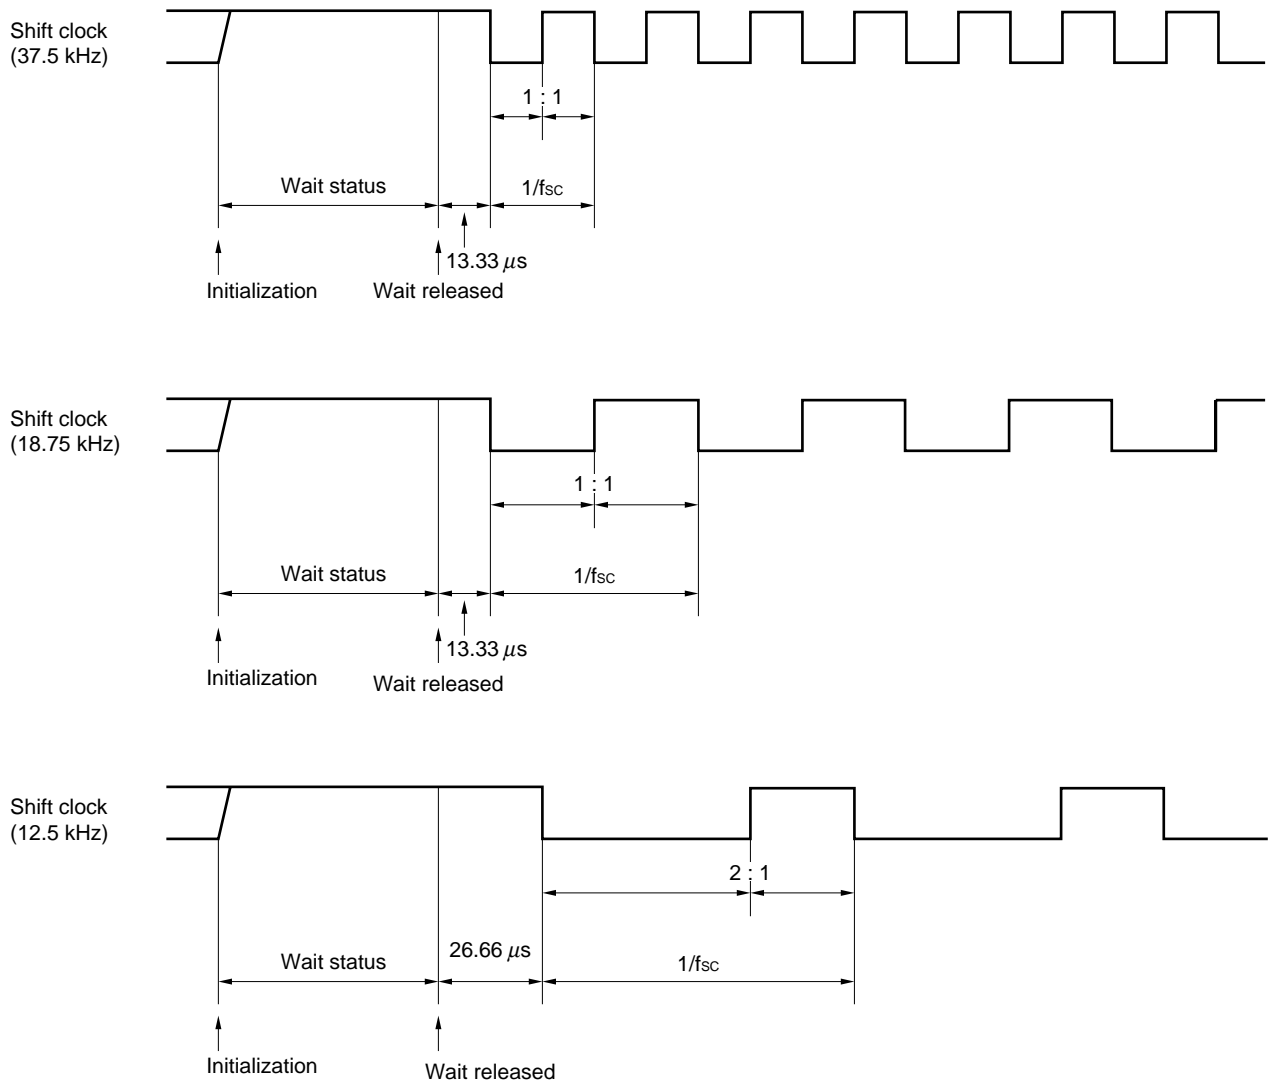 Shift clock
(37.5 kHz)
1 : 1
Wait status
1/fSC
13.33 μs
Initialization
Wait released
Shift clock
(18.75 kHz)
1 : 1
Wait status
1/fSC
13.33 μs
Initialization
Wait released
Shift clock
(12.5 kHz)
2 : 1
26.66 μs
Wait status
1/fSC
Initialization
Wait released